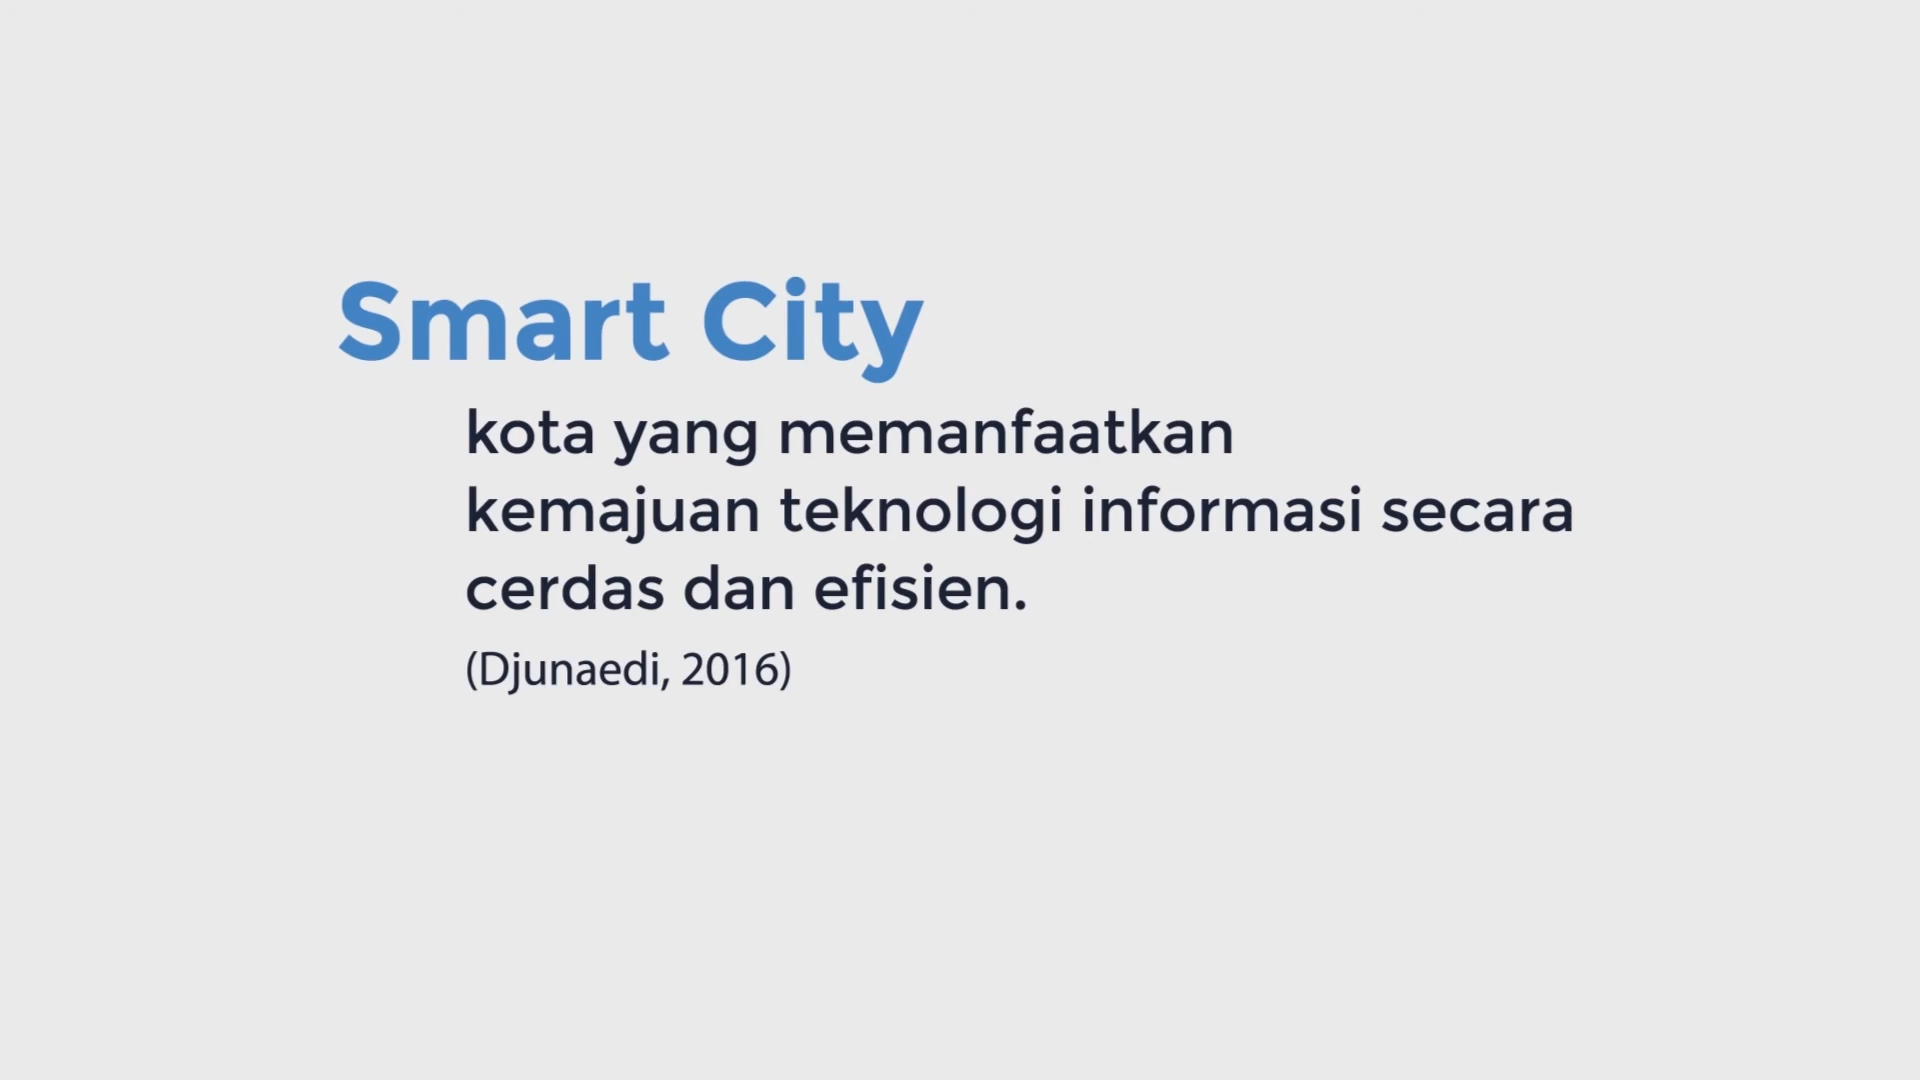 Smart City
kota yang memanfaatkan
kemajuan teknologi informasi secara
cerdas dan efisien.
(Djunaedi, 2016)